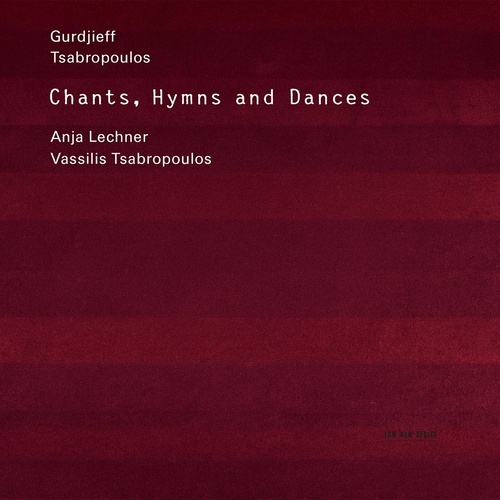 Gurdjieff
Tsabropoulos
Chants, Hymns and Dances
Anja Lechner
Vassilis Tsabropoulos
ECM NEW SERIES